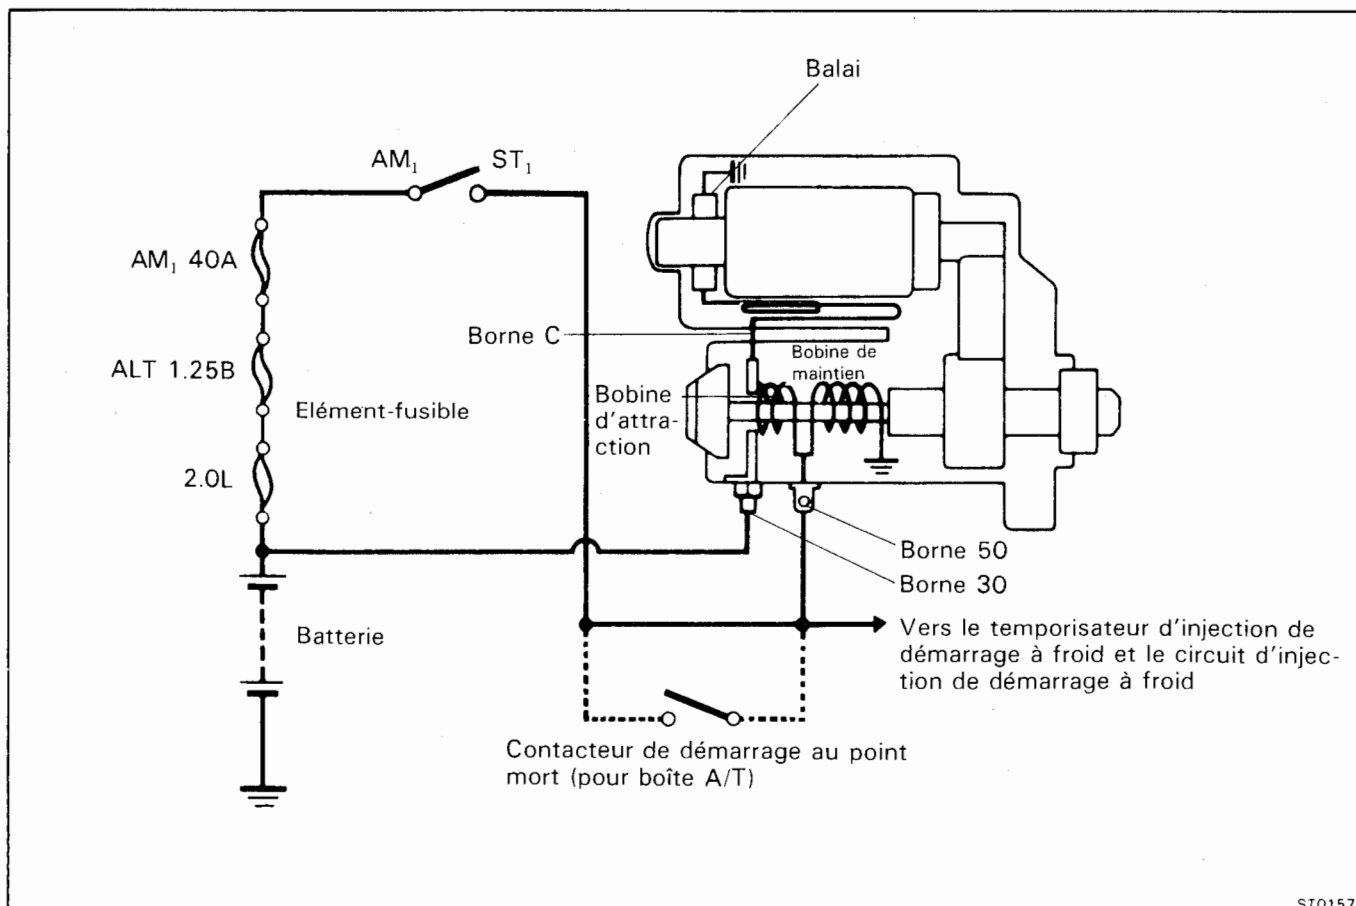 Balai
AM₁
ST₁
AM₁ 40A
Borne C
Bobine de
maintien
ALT 1.25B
Bobine
d'attra-
ction
Elément-fusible
2.0L
Borne 50
Borne 30
Batterie
Vers le temporisateur d'injection de
démarrage à froid et le circuit d'injec-
tion de démarrage à froid
Contacteur de démarrage au point
mort (pour boîte A/T)
ST0157